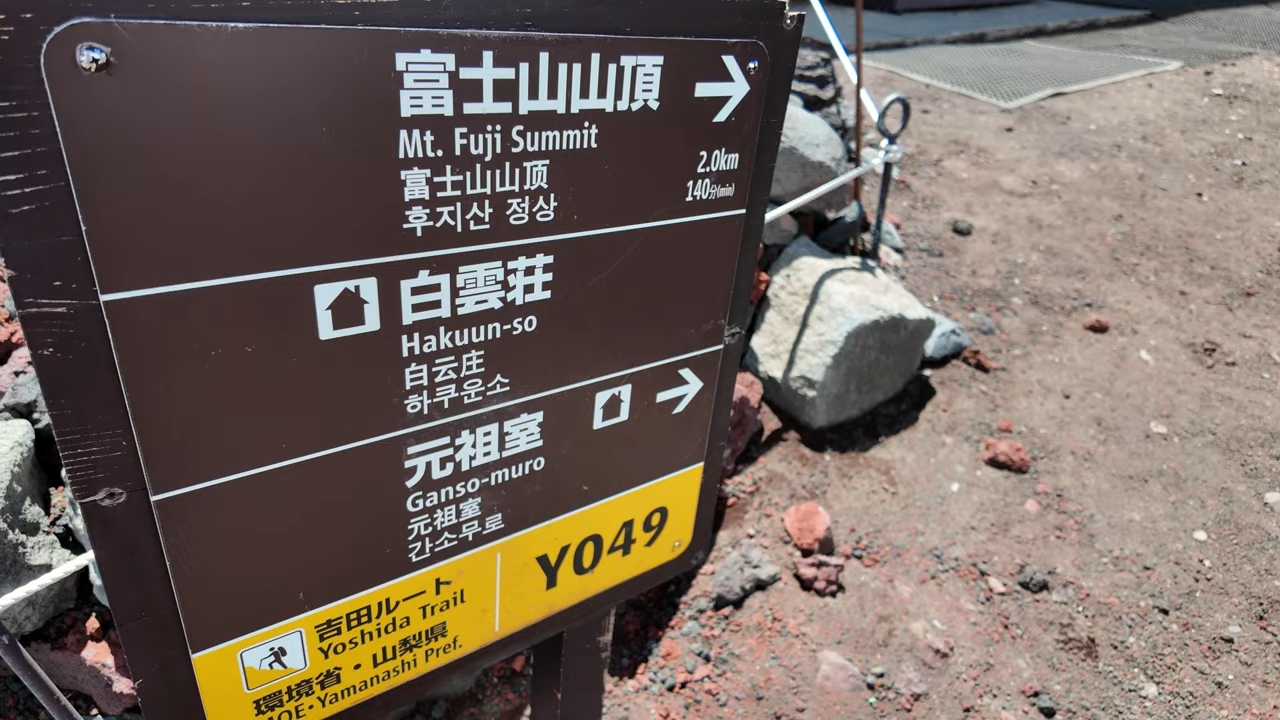 富士山山頂 →
Mt. Fuji Summit
富士山山顶
후지산 정상
2.0km
140分(min)
白雲荘
Hakuun-so
白云庄
하쿠운소
元祖室 →
Ganso-muro
元祖室
간소무로
吉田ルート
Yoshida Trail
環境省・山梨県
MOE・Yamanashi Pref.
Y049